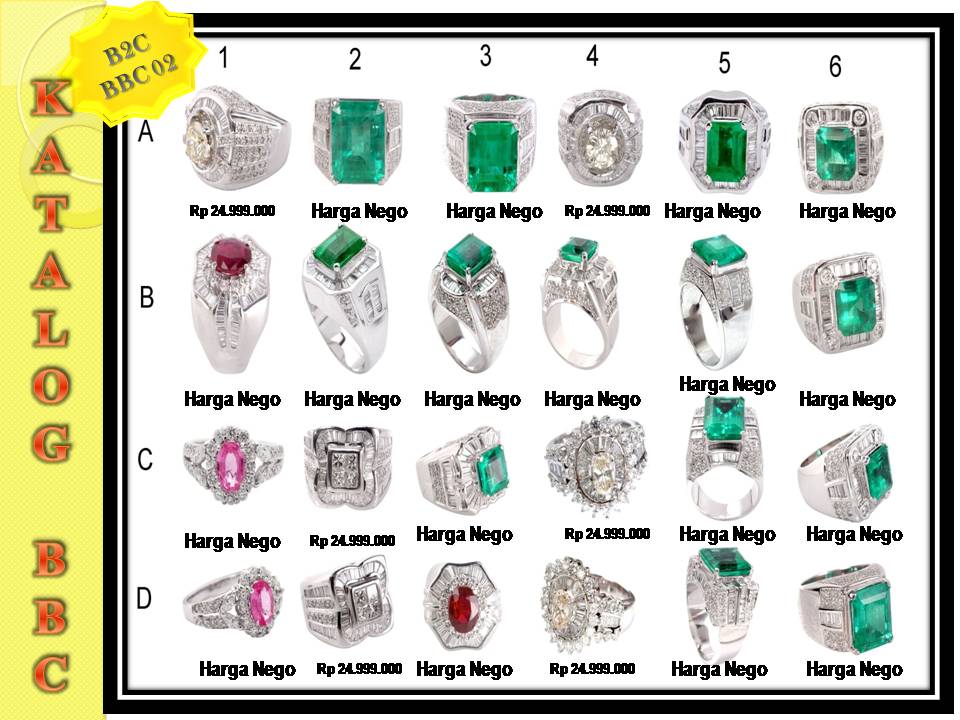 B2C
BBC 02
KATALOG BBC
1 2 3 4 5 6
A
Rp 24.999.000 Harga Nego Harga Nego Rp 24.999.000 Harga Nego Harga Nego
B
Harga Nego Harga Nego Harga Nego Harga Nego Harga Nego Harga Nego
C
Harga Nego Rp 24.999.000 Harga Nego Rp 24.999.000 Harga Nego Harga Nego
D
Harga Nego Rp 24.999.000 Harga Nego Rp 24.999.000 Harga Nego Harga Nego